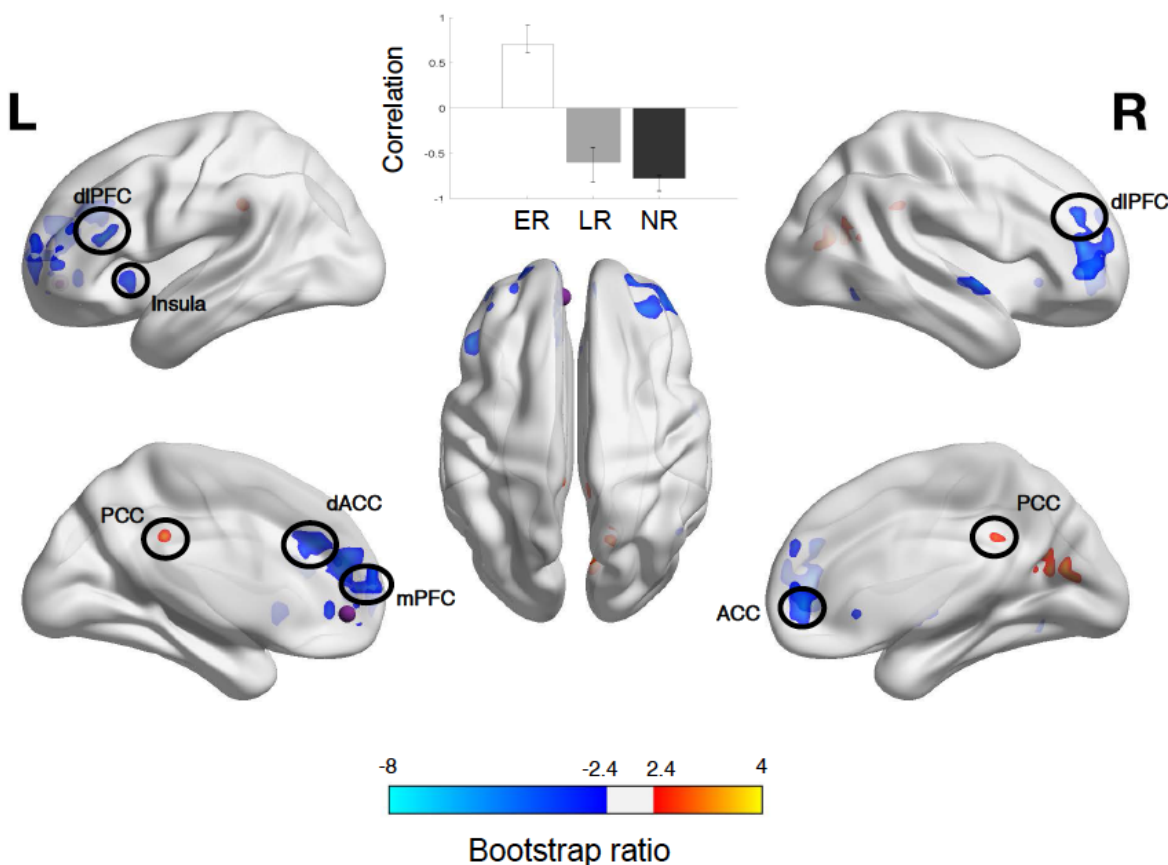 1
0.5
0
-0.5
-1
Correlation
ER LR NR
L
R
dlPFC
Insula
dlPFC
PCC
dACC
mPFC
PCC
ACC
-8 -2.4 2.4 4
Bootstrap ratio